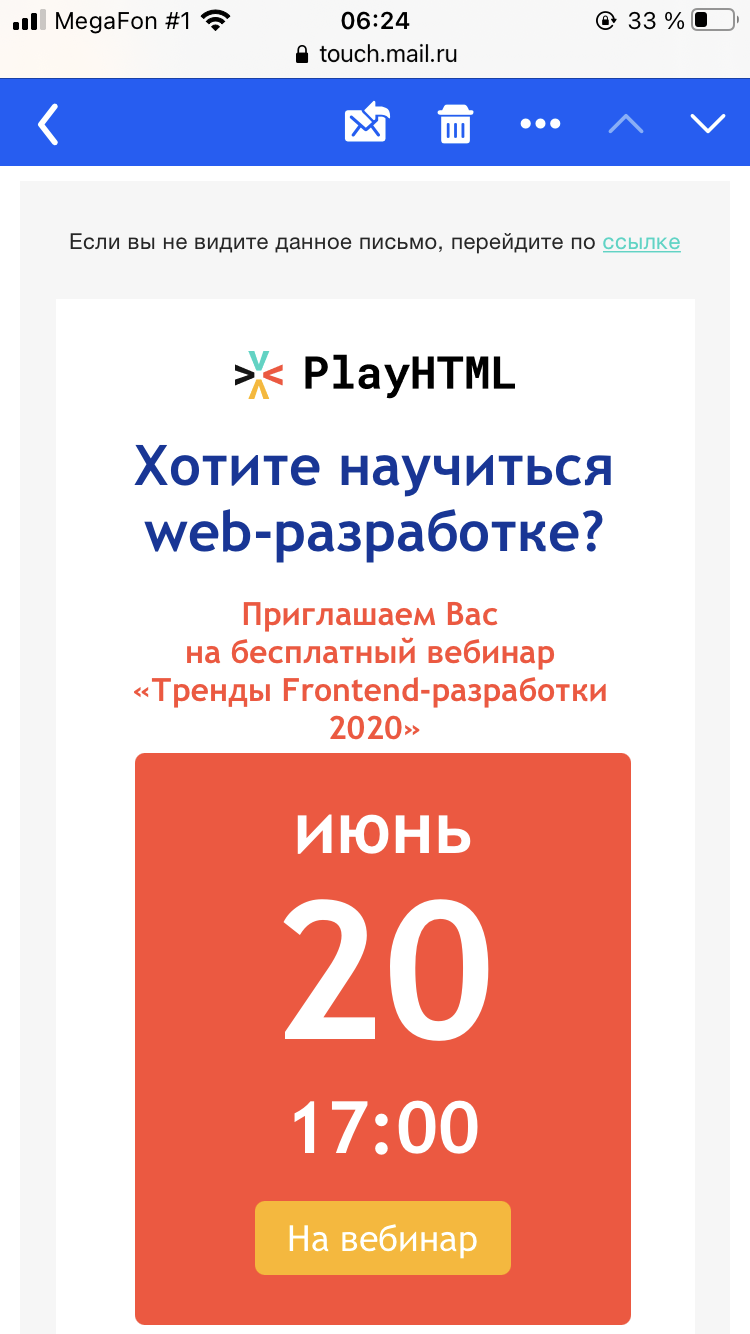 MegaFon #1 06:24 33 %
touch.mail.ru
Если вы не видите данное письмо, перейдите по ссылке
PlayHTML
Хотите научиться
web-разработке?
Приглашаем Вас
на бесплатный вебинар
«Тренды Frontend-разработки
2020»
июнь
20
17:00
На вебинар